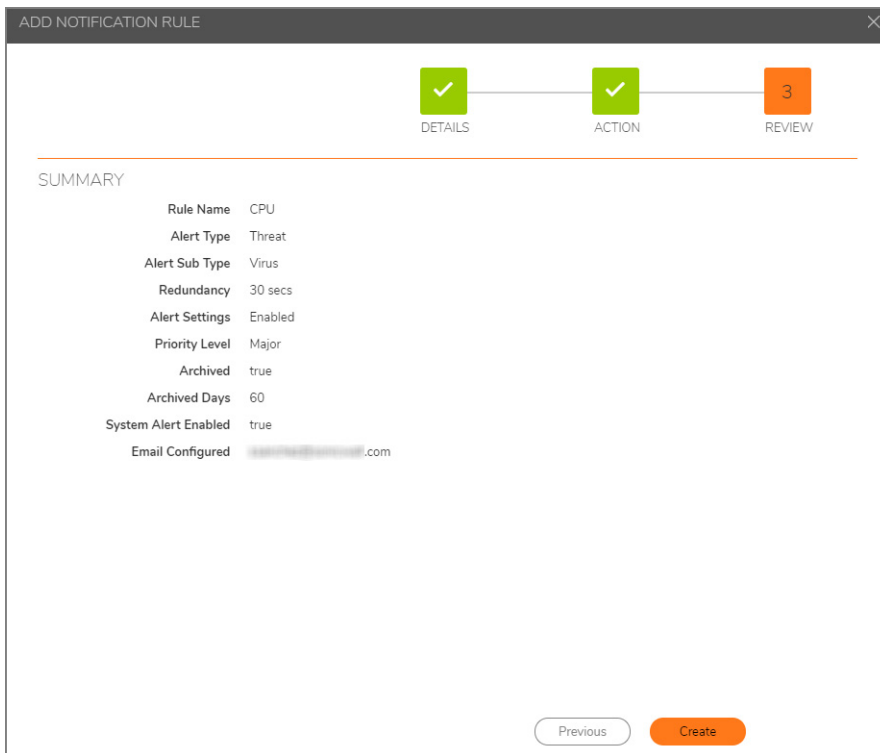 ADD NOTIFICATION RULE
3
DETAILS
ACTION
REVIEW
SUMMARY
Rule Name CPU
Alert Type Threat
Alert Sub Type Virus
Redundancy 30 secs
Alert Settings Enabled
Priority Level Major
Archived true
Archived Days 60
System Alert Enabled true
Email Configured .com
Previous
Create